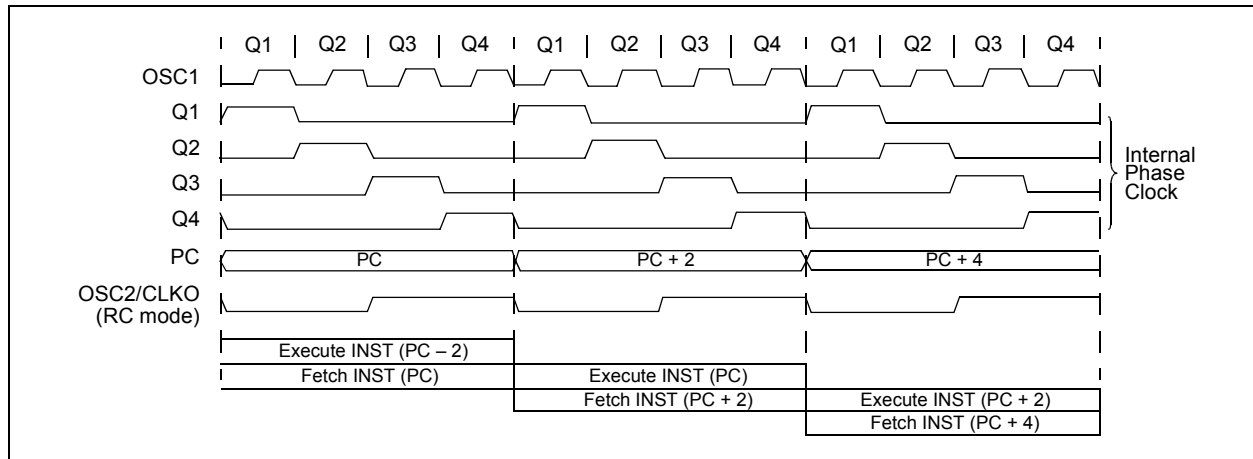 Q1 Q2 Q3 Q4 Q1 Q2 Q3 Q4 Q1 Q2 Q3 Q4
OSC1
Q1
Q2
Q3
Q4
Internal
Phase
Clock
PC
PC PC + 2 PC + 4
OSC2/CLKO
(RC mode)
Execute INST (PC – 2)
Fetch INST (PC) Execute INST (PC)
Fetch INST (PC + 2) Execute INST (PC + 2)
Fetch INST (PC + 4)